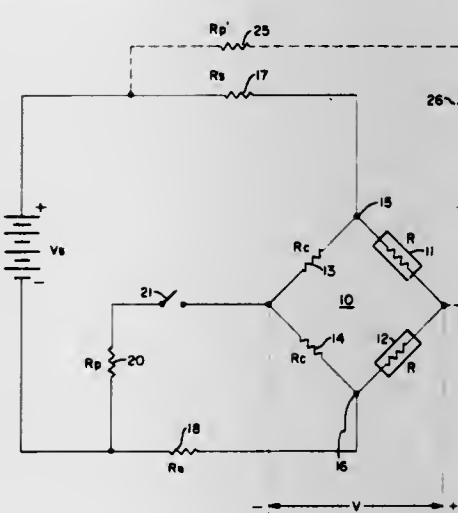 Rp' 25
Rs 17
26
+
Vs
-
15
Rc 13
R 11
10
21
14 Rc
12 R
Rp 20
18
Rs
16
- V +